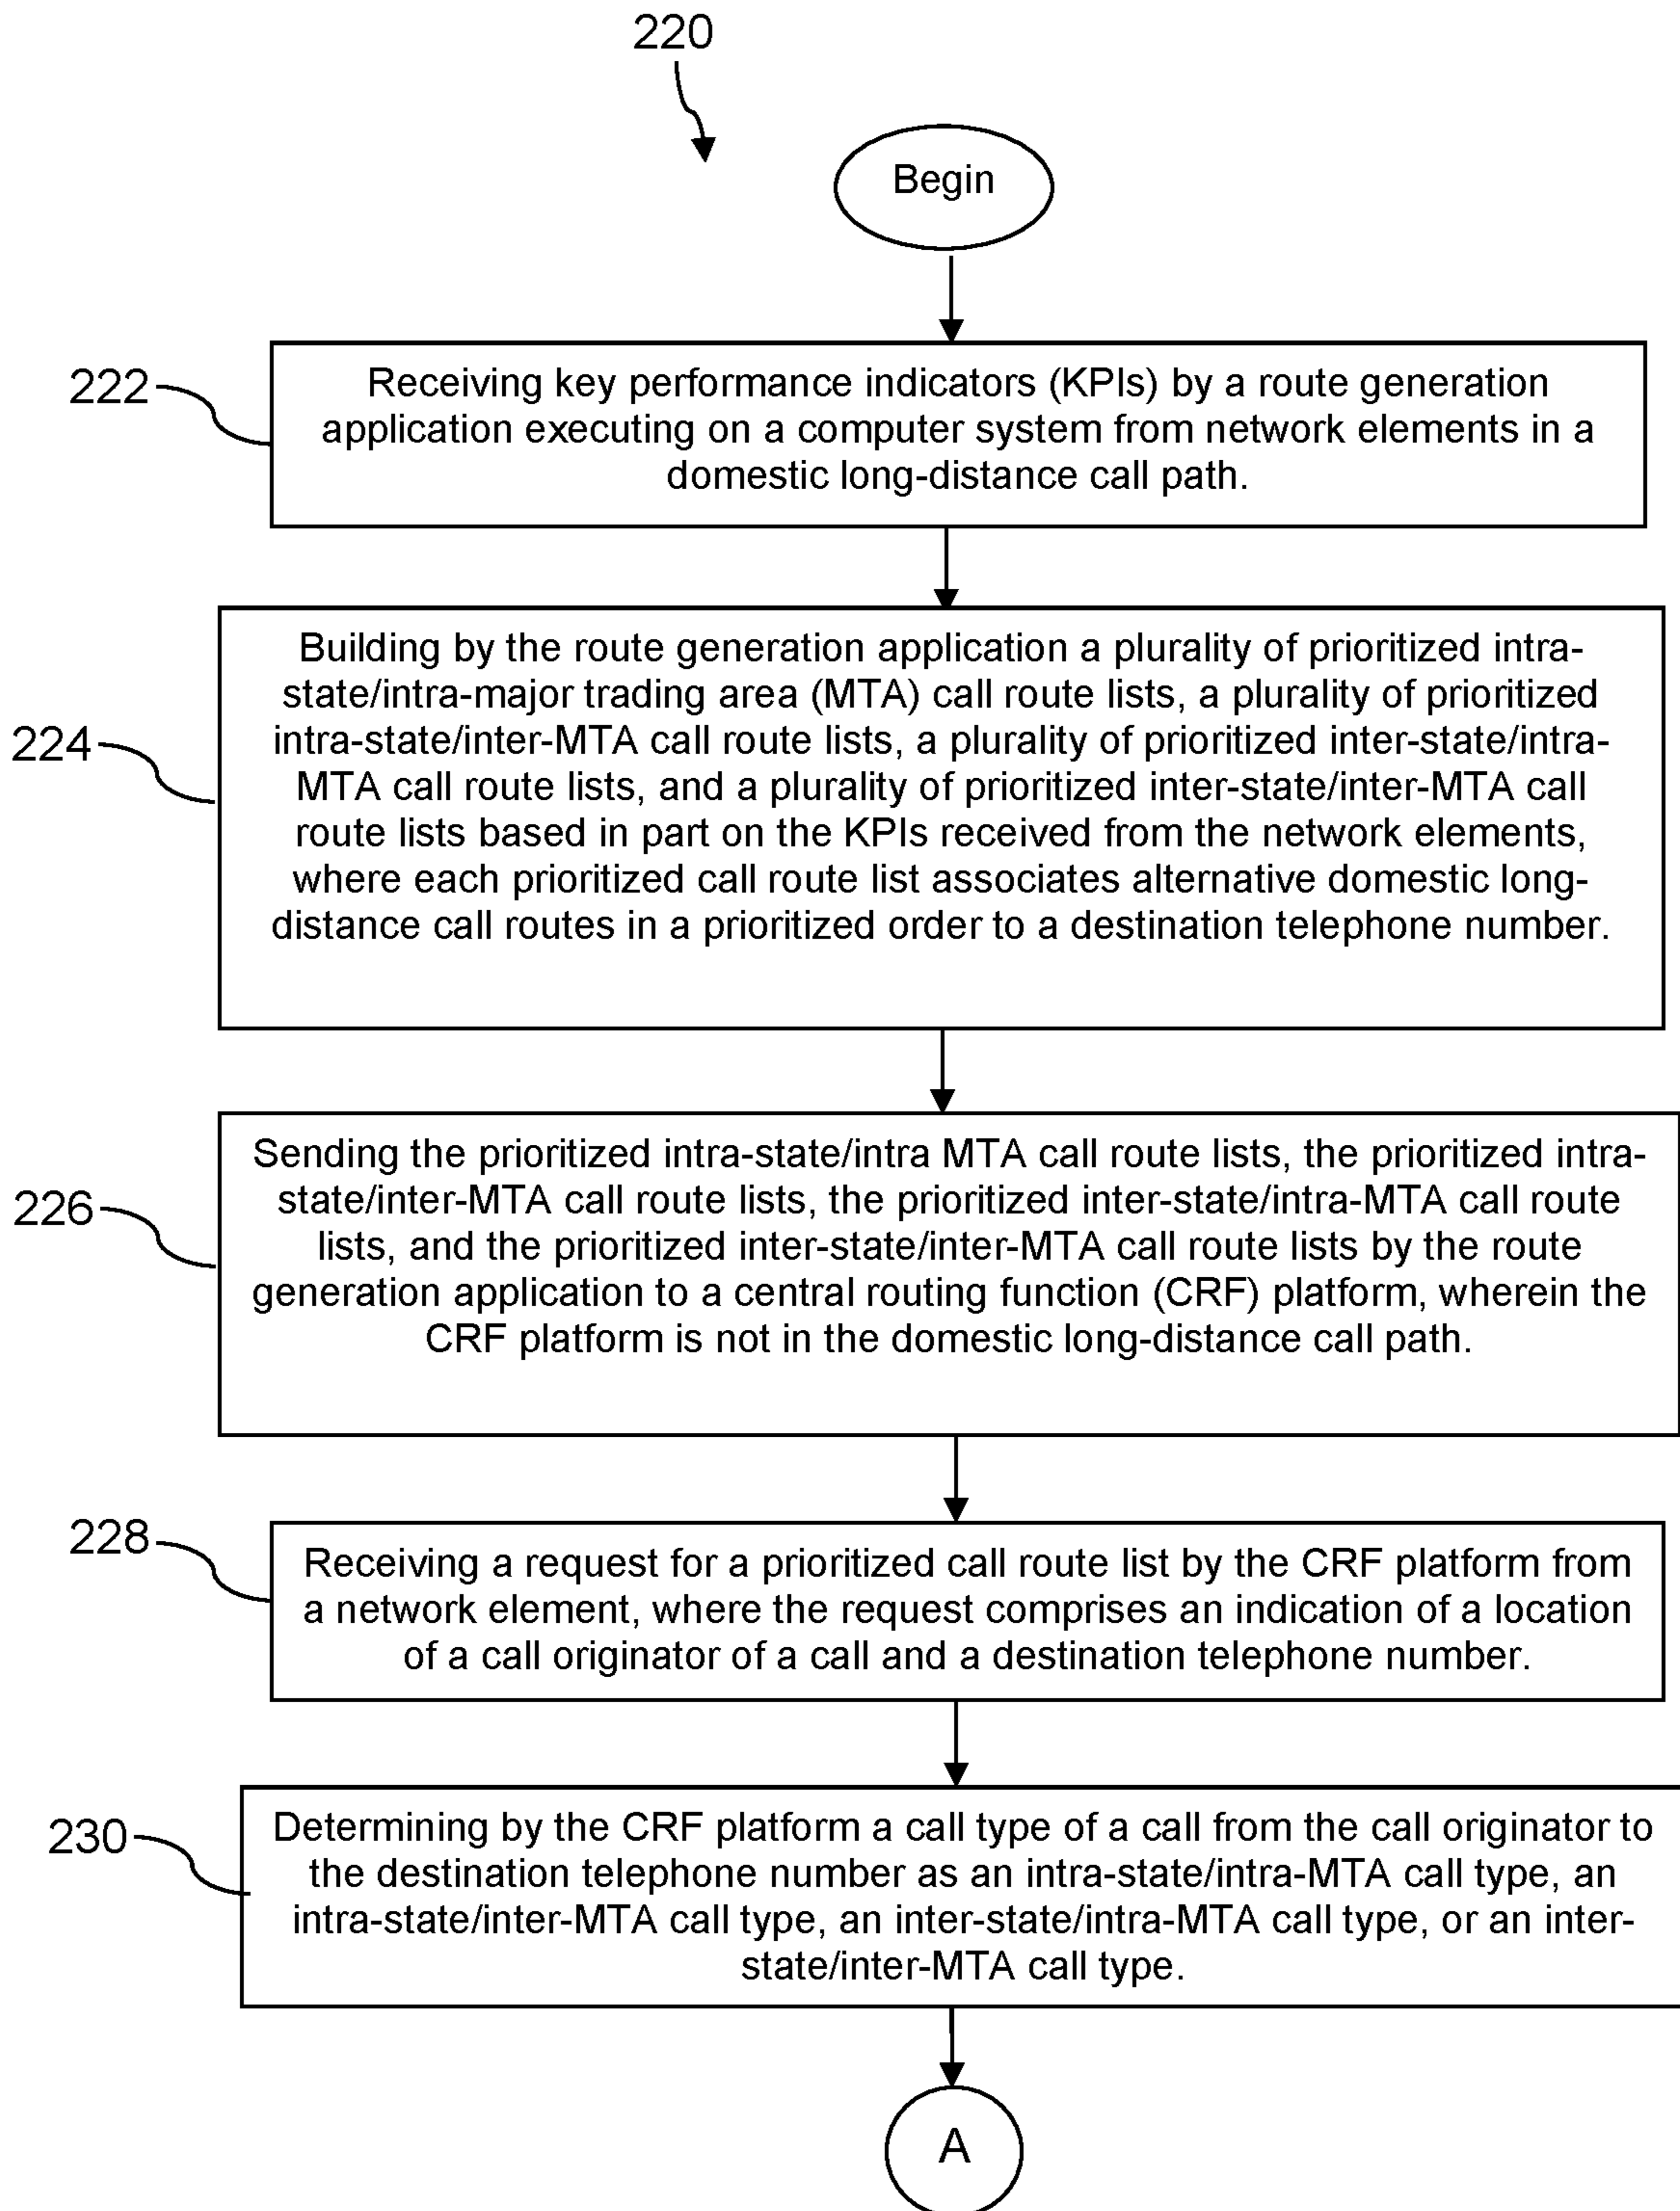 220
Begin
222
Receiving key performance indicators (KPIs) by a route generation
application executing on a computer system from network elements in a
domestic long-distance call path.
224
Building by the route generation application a plurality of prioritized intra-
state/intra-major trading area (MTA) call route lists, a plurality of prioritized
intra-state/inter-MTA call route lists, a plurality of prioritized inter-state/intra-
MTA call route lists, and a plurality of prioritized inter-state/inter-MTA call
route lists based in part on the KPIs received from the network elements,
where each prioritized call route list associates alternative domestic long-
distance call routes in a prioritized order to a destination telephone number.
226
Sending the prioritized intra-state/intra MTA call route lists, the prioritized intra-
state/inter-MTA call route lists, the prioritized inter-state/intra-MTA call route
lists, and the prioritized inter-state/inter-MTA call route lists by the route
generation application to a central routing function (CRF) platform, wherein the
CRF platform is not in the domestic long-distance call path.
228
Receiving a request for a prioritized call route list by the CRF platform from
a network element, where the request comprises an indication of a location
of a call originator of a call and a destination telephone number.
230
Determining by the CRF platform a call type of a call from the call originator to
the destination telephone number as an intra-state/intra-MTA call type, an
intra-state/inter-MTA call type, an inter-state/intra-MTA call type, or an inter-
state/inter-MTA call type.
A